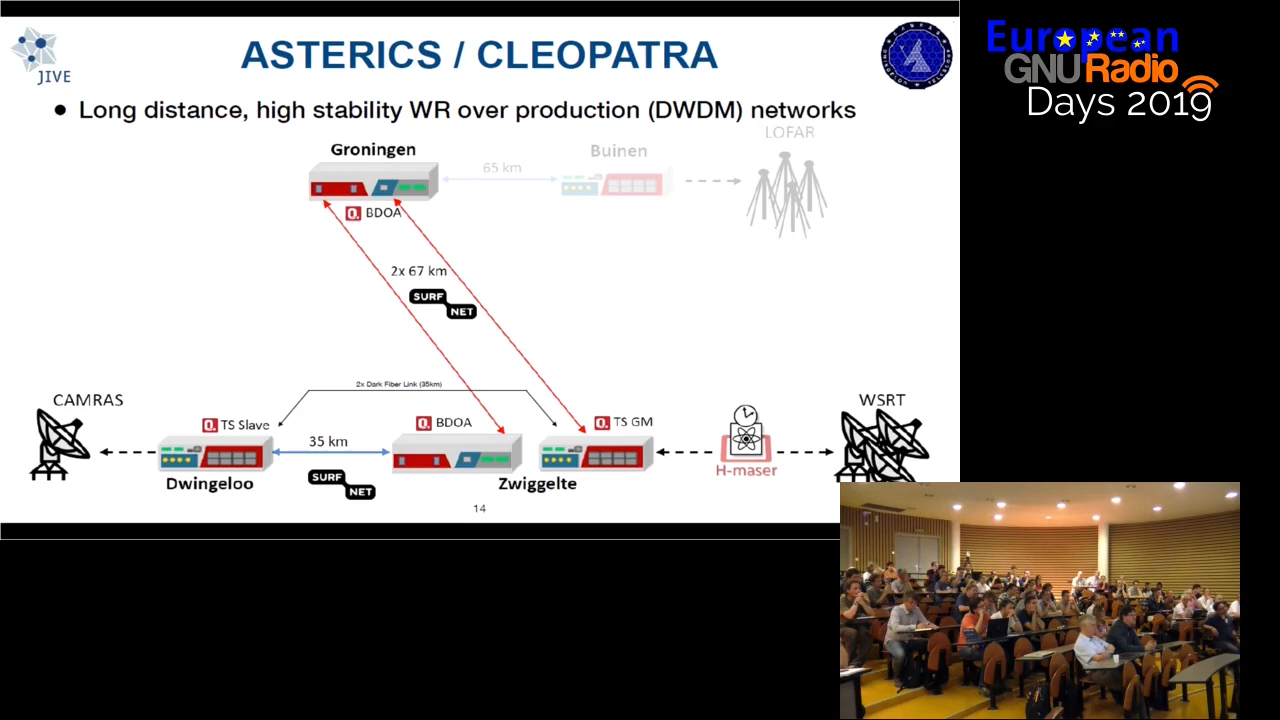 JIVE
ASTERICS / CLEOPATRA
European
GNURadio
Days 2019
• Long distance, high stability WR over production (DWDM) networks
Groningen
65 km
Buinen
LOFAR
BDOA
2x 67 km
SURF
NET
2x Dark Fiber Link (35km)
CAMRAS
TS Slave
35 km
SURF
NET
Dwingeloo
BDOA
TS GM
Zwiggelte
H-maser
WSRT
14